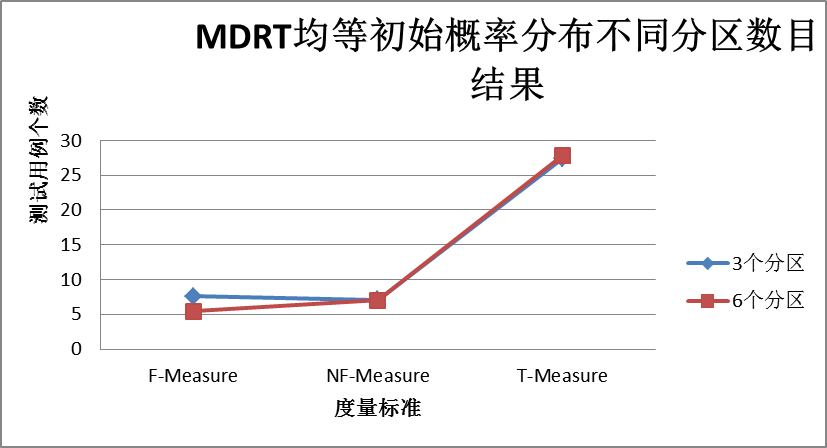 MDRT均等初始概率分布不同分区数目
结果
测试用例个数
30
25
20
15
10
5
0
F-Measure
NF-Measure
T-Measure
度量标准
3个分区
6个分区